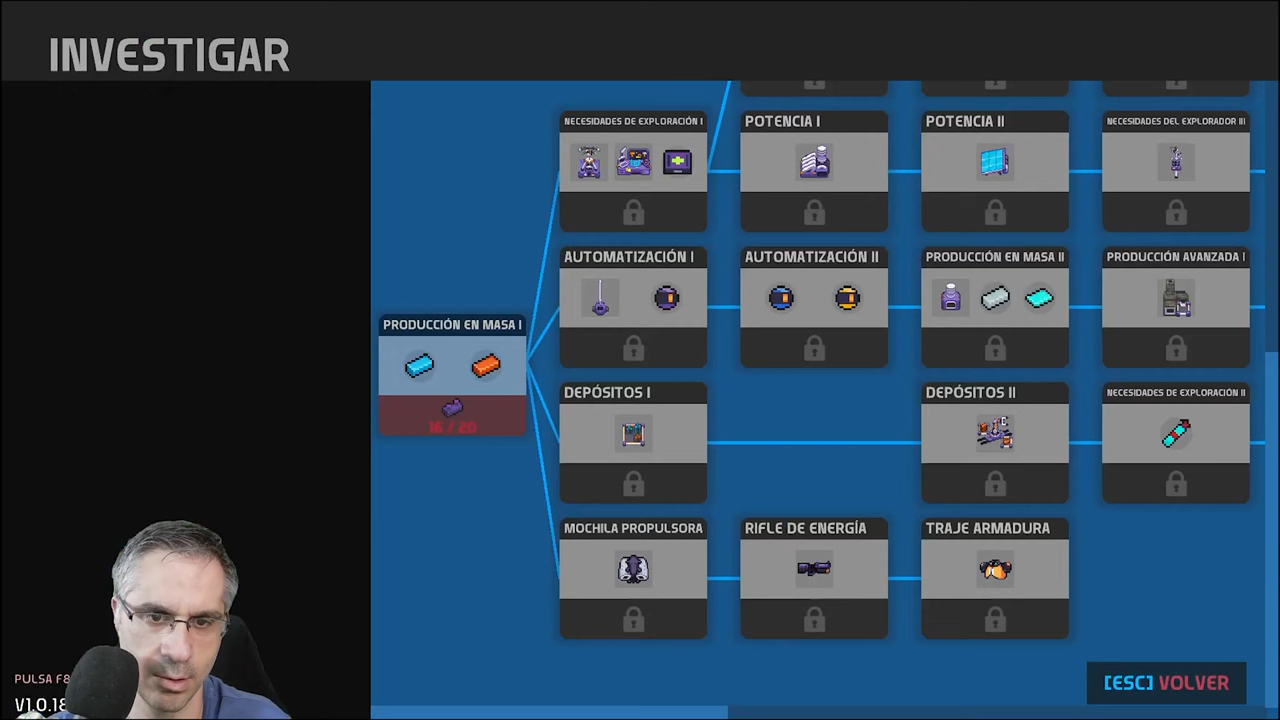 INVESTIGAR
NECESIDADES DE EXPLORACIÓN I
POTENCIA I
POTENCIA II
NECESIDADES DEL EXPLORADOR III
AUTOMATIZACIÓN I
AUTOMATIZACIÓN II
PRODUCCIÓN EN MASA II
PRODUCCIÓN AVANZADA I
PRODUCCIÓN EN MASA I
16 / 20
DEPÓSITOS I
DEPÓSITOS II
NECESIDADES DE EXPLORACIÓN II
MOCHILA PROPULSORA
RIFLE DE ENERGÍA
TRAJE ARMADURA
PULSA F8
V1.0.18
[ESC] VOLVER